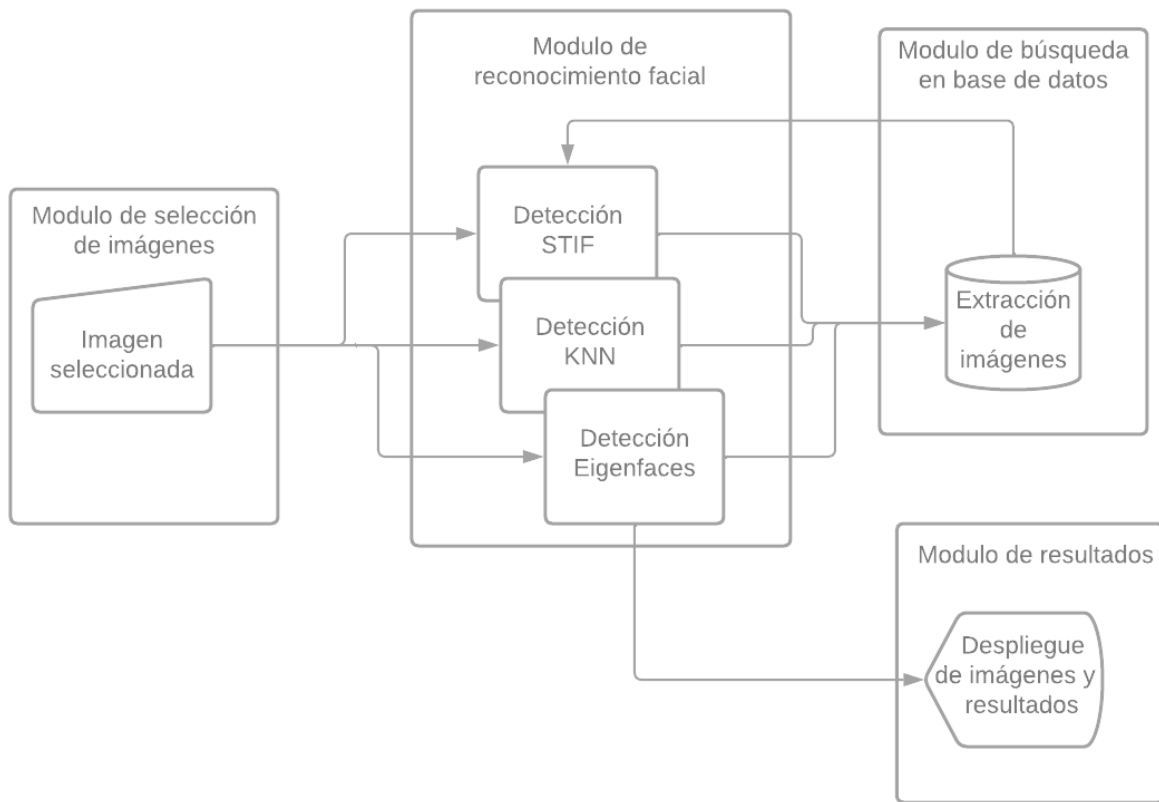 Modulo de selección
de imágenes
Imagen
seleccionada
Modulo de
reconocimiento facial
Detección
STIF
Detección
KNN
Detección
Eigenfaces
Modulo de búsqueda
en base de datos
Extracción
de
imágenes
Modulo de resultados
Despliegue
de imágenes y
resultados